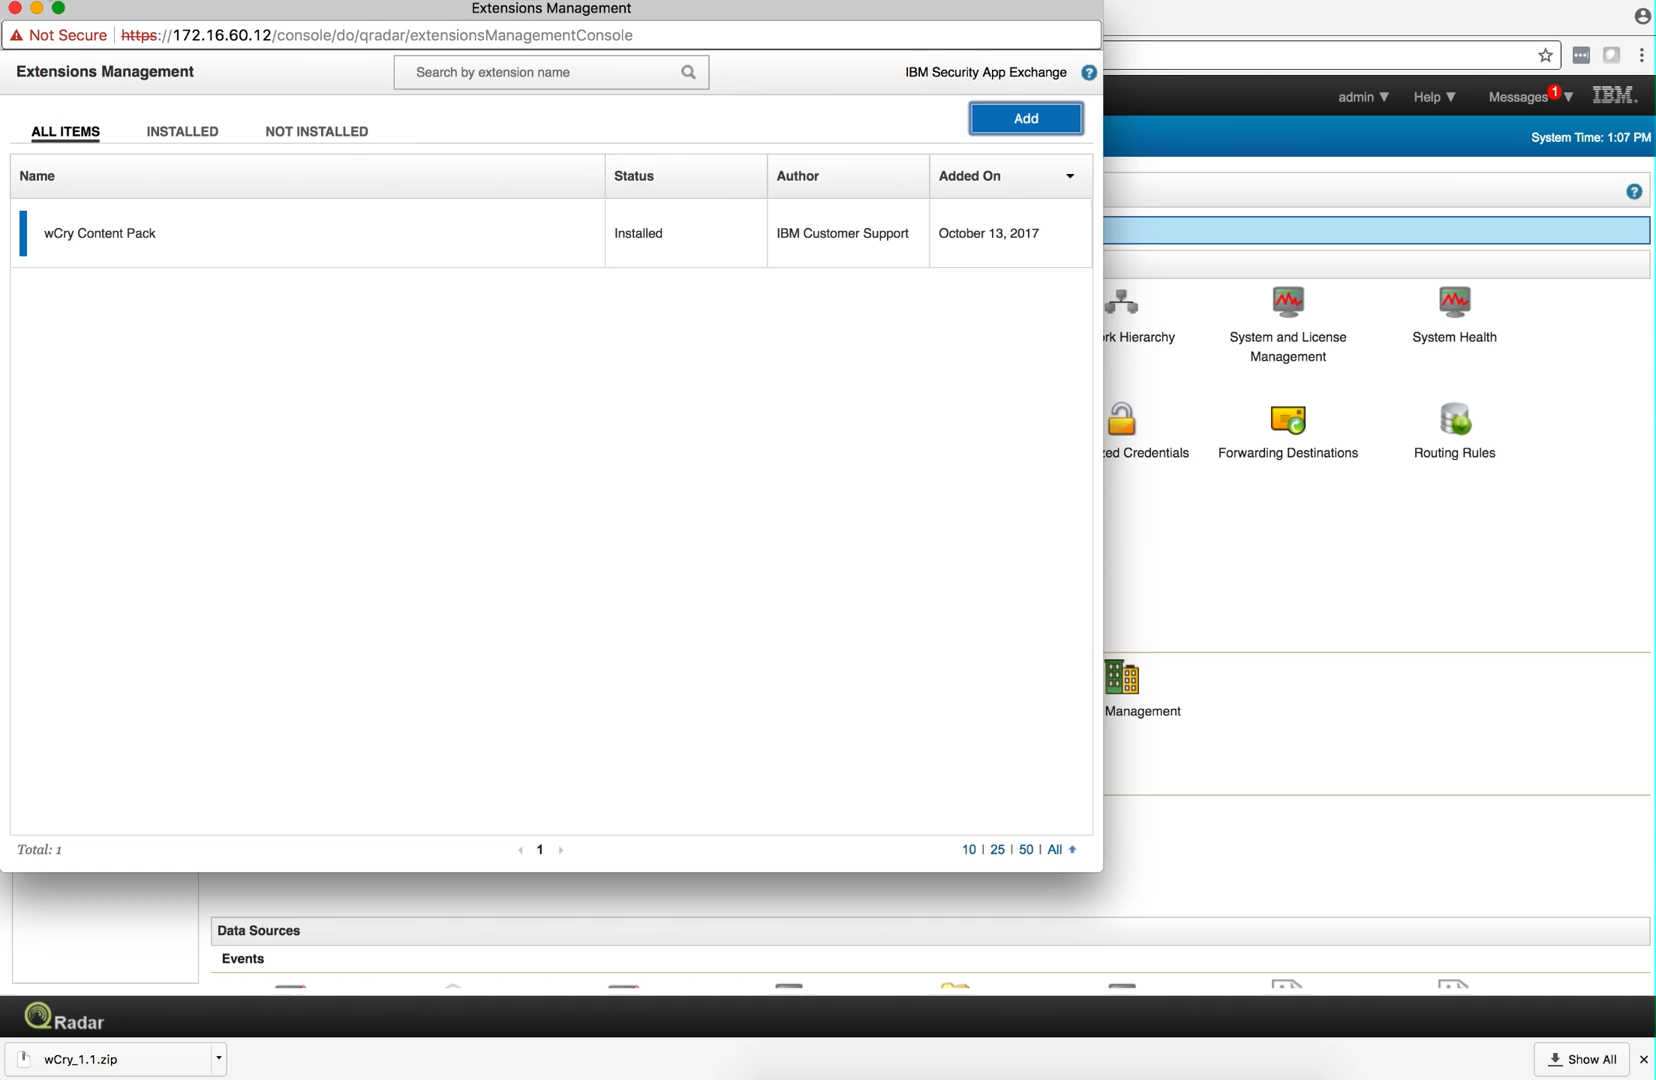 Extensions Management
Not Secure https://172.16.60.12/console/do/qradar/extensionsManagementConsole
Extensions Management
Search by extension name
IBM Security App Exchange ?
Add
ALL ITEMS INSTALLED NOT INSTALLED
Name Status Author Added On
wCry Content Pack Installed IBM Customer Support October 13, 2017
Total: 1
1
10 | 25 | 50 | All
admin ▼ Help ▼ Messages 1 ▼ IBM.
System Time: 1:07 PM
?
rk Hierarchy
System and License
Management
System Health
ed Credentials
Forwarding Destinations
Routing Rules
Management
Data Sources
Events
QRadar
wCry_1.1.zip
Show All ×